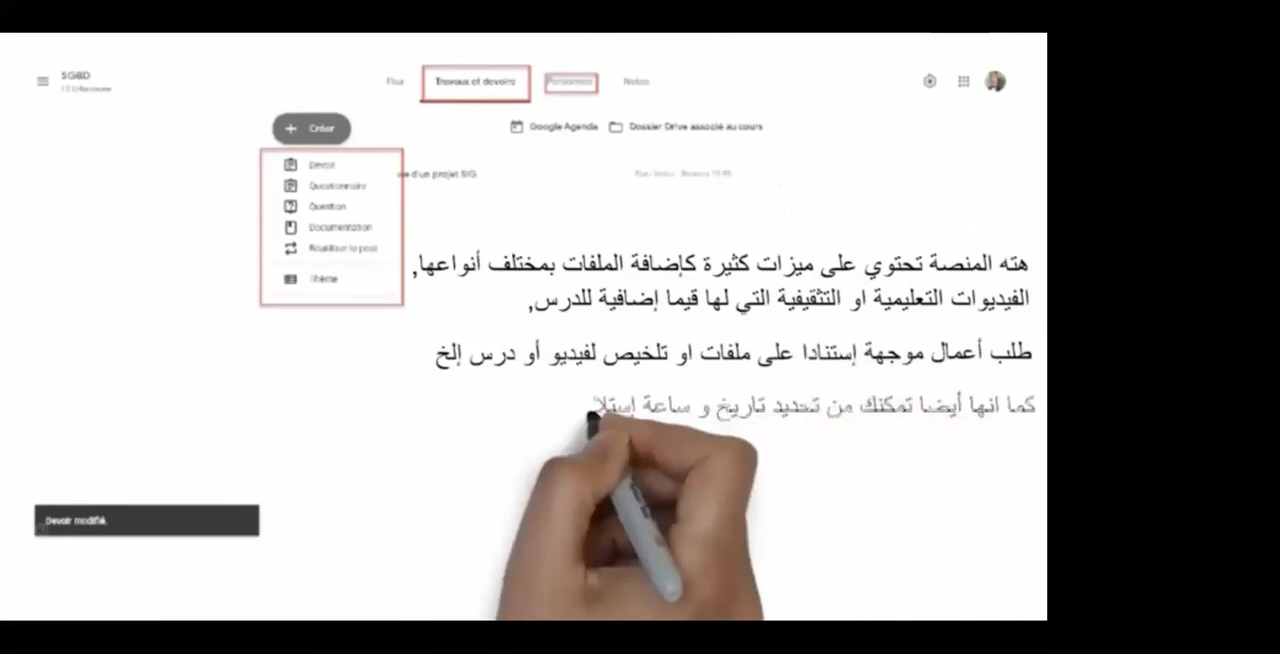 SGBD
Flux
Travaux et devoirs
Personnes
Notes
Créer
Google Agenda
Dossier Drive associé au cours
Devoir
Questionnaire
Question
Documentation
Réutiliser le post
Thème
d'un projet SIG
هته المنصة تحتوي على ميزات كثيرة كإضافة الملفات بمختلف أنواعها,
الفيديوات التعليمية او التثقيفية التي لها قيما إضافية للدرس,
طلب أعمال موجهة إستنادا على ملفات او تلخيص لفيديو أو درس إلخ
كما انها أيضا تمكنك من تحديد تاريخ و ساعة إستلا
Devoir modifié.